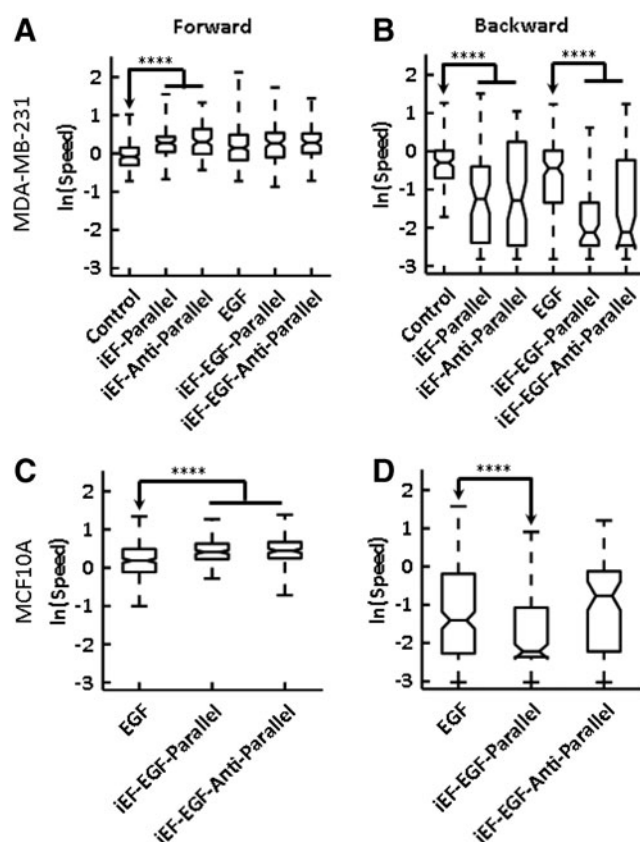 A
Forward
B
Backward
MDA-MB-231
ln(Speed)
2
1
0
-1
-2
-3
****
Control
iEF-Parallel
iEF-Anti-Parallel
EGF
iEF-EGF-Parallel
iEF-EGF-Anti-Parallel
ln(Speed)
2
1
0
-1
-2
-3
****
****
Control
iEF-Parallel
iEF-Anti-Parallel
EGF
iEF-EGF-Parallel
iEF-EGF-Anti-Parallel
C
D
MCF10A
ln(Speed)
2
1
0
-1
-2
-3
****
EGF
iEF-EGF-Parallel
iEF-EGF-Anti-Parallel
ln(Speed)
2
1
0
-1
-2
-3
****
EGF
iEF-EGF-Parallel
iEF-EGF-Anti-Parallel